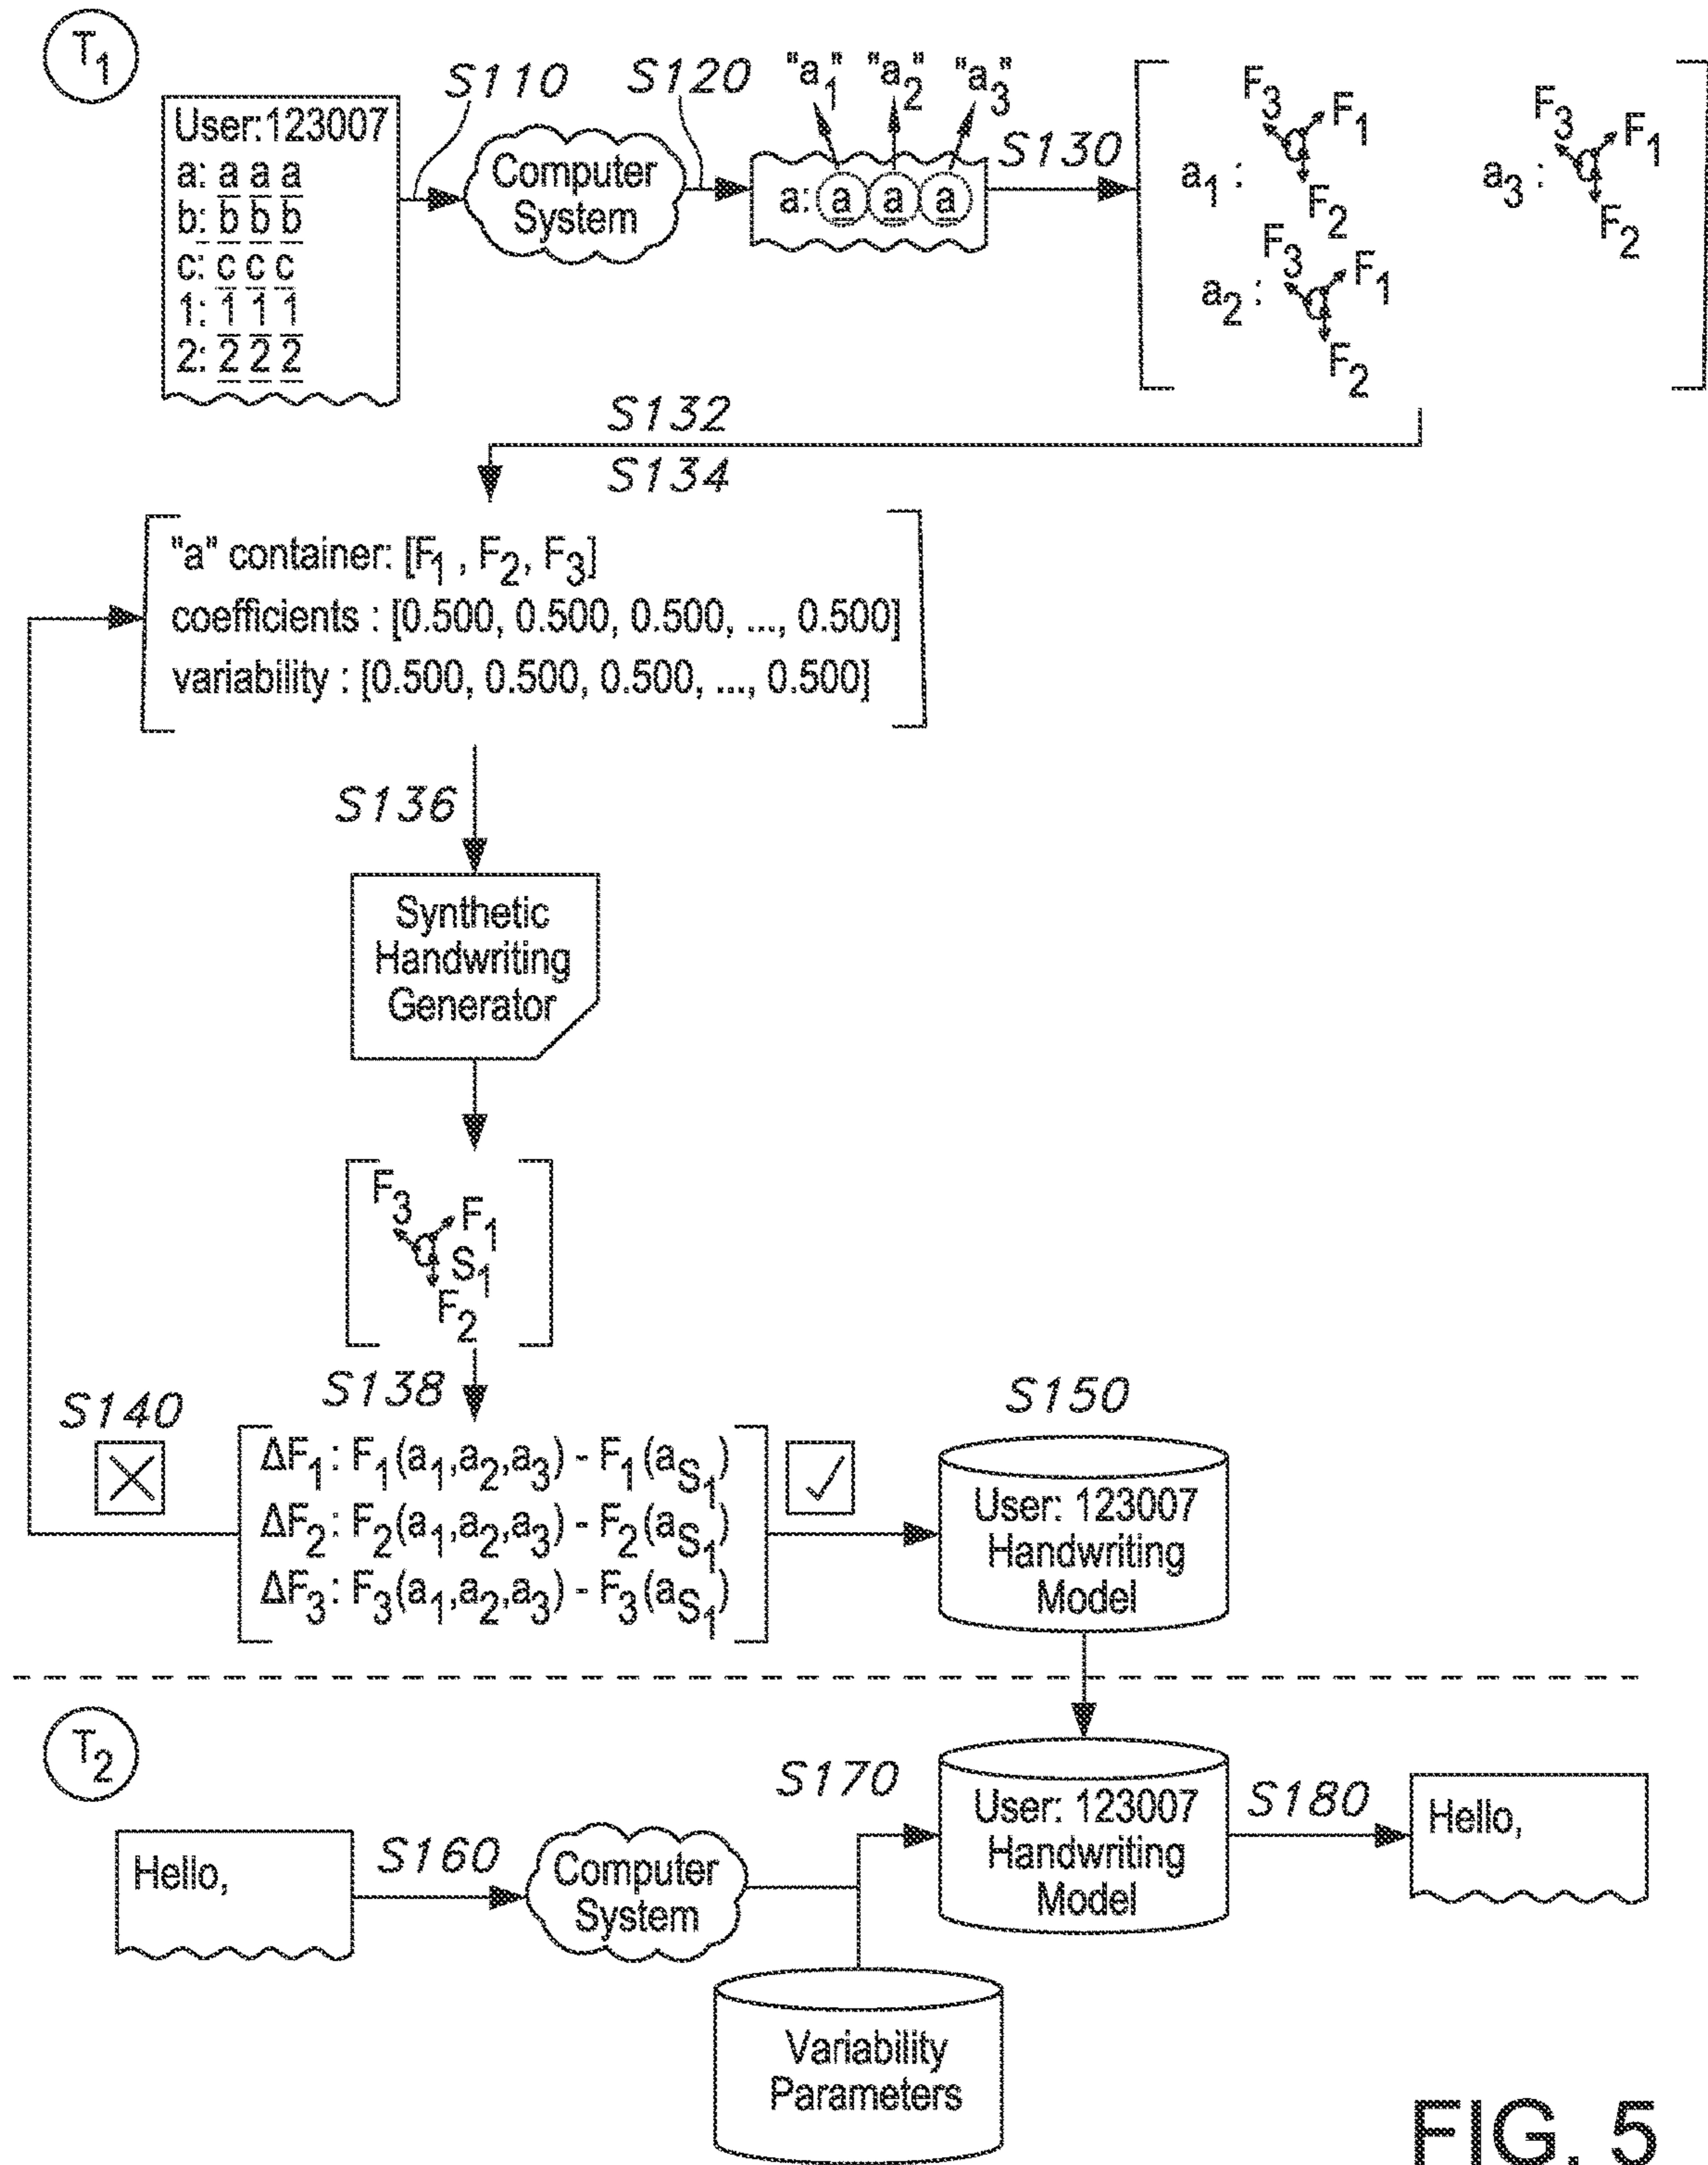 T1
S110
S120
"a1" "a2" "a3"
User:123007
a: a a a
b: b b b
c: c c c
1: 1 1 1
2: 2 2 2
Computer
System
a: a a a
S130
a1 : F3 F1 F2
a3 : F3 F1 F2
a2 : F3 F1 F2
S132
S134
"a" container: [F1 , F2, F3]
coefficients : [0.500, 0.500, 0.500, ..., 0.500]
variability : [0.500, 0.500, 0.500, ..., 0.500]
S136
Synthetic
Handwriting
Generator
F3
F1
S1
F2
S138
S140
S150
ΔF1: F1(a1,a2,a3) - F1(aS1)
ΔF2: F2(a1,a2,a3) - F2(aS1)
ΔF3: F3(a1,a2,a3) - F3(aS1)
User: 123007
Handwriting
Model
T2
Hello,
S160
Computer
System
S170
User: 123007
Handwriting
Model
S180
Hello,
Variability
Parameters
FIG. 5